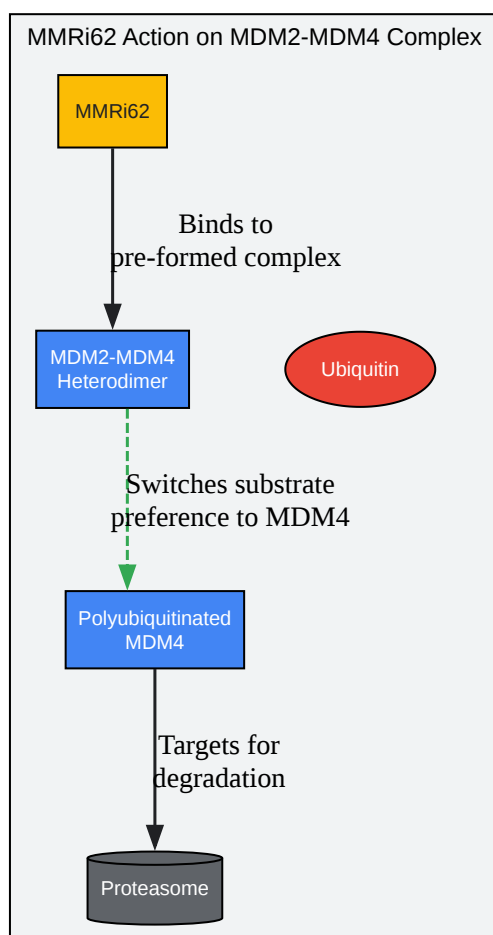 MMRi62 Action on MDM2-MDM4 Complex
MMRi62
Binds to
pre-formed complex
MDM2-MDM4
Heterodimer
Ubiquitin
Switches substrate
preference to MDM4
Polyubiquitinated
MDM4
Targets for
degradation
Proteasome